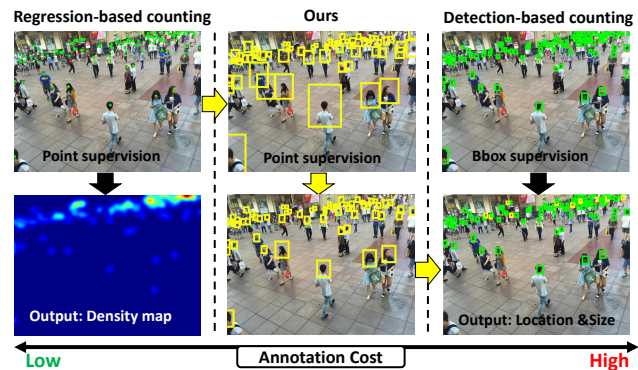 Regression-based counting
Ours
Detection-based counting
Point supervision
Point supervision
Bbox supervision
Output: Density map
Output: Location &Size
Low
Annotation Cost
High